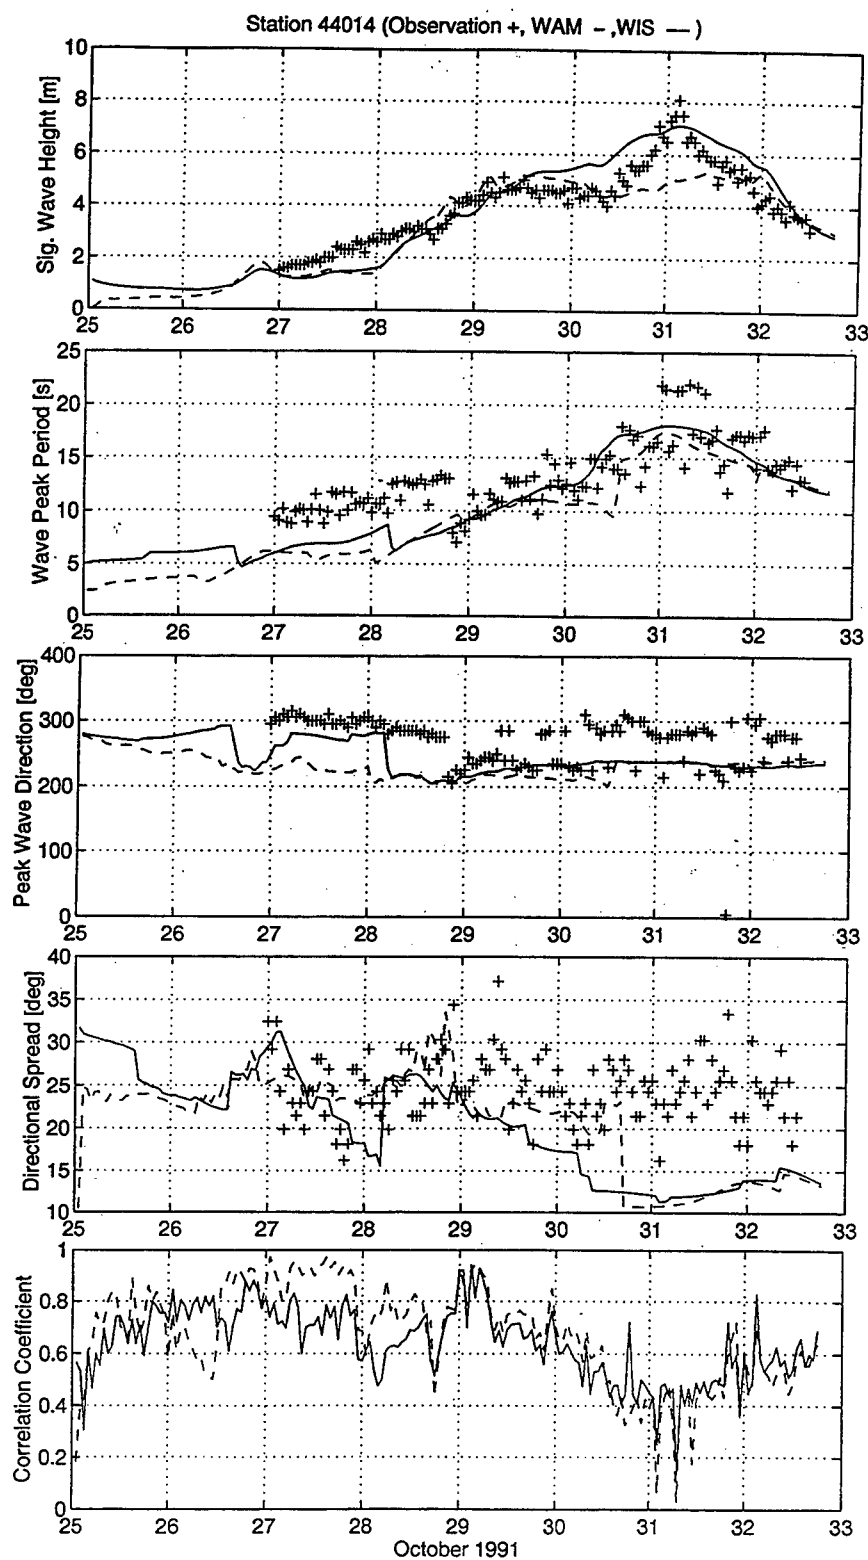 Station 44014 (Observation +, WAM – ,WIS – – )
Sig. Wave Height [m]
10
8
6
4
2
0
25 26 27 28 29 30 31 32 33
Wave Peak Period [s]
25
20
15
10
5
0
25 26 27 28 29 30 31 32 33
Peak Wave Direction [deg]
400
300
200
100
0
25 26 27 28 29 30 31 32 33
Directional Spread [deg]
40
35
30
25
20
15
10
25 26 27 28 29 30 31 32 33
Correlation Coefficient
1
0.8
0.6
0.4
0.2
0
25 26 27 28 29 30 31 32 33
October 1991